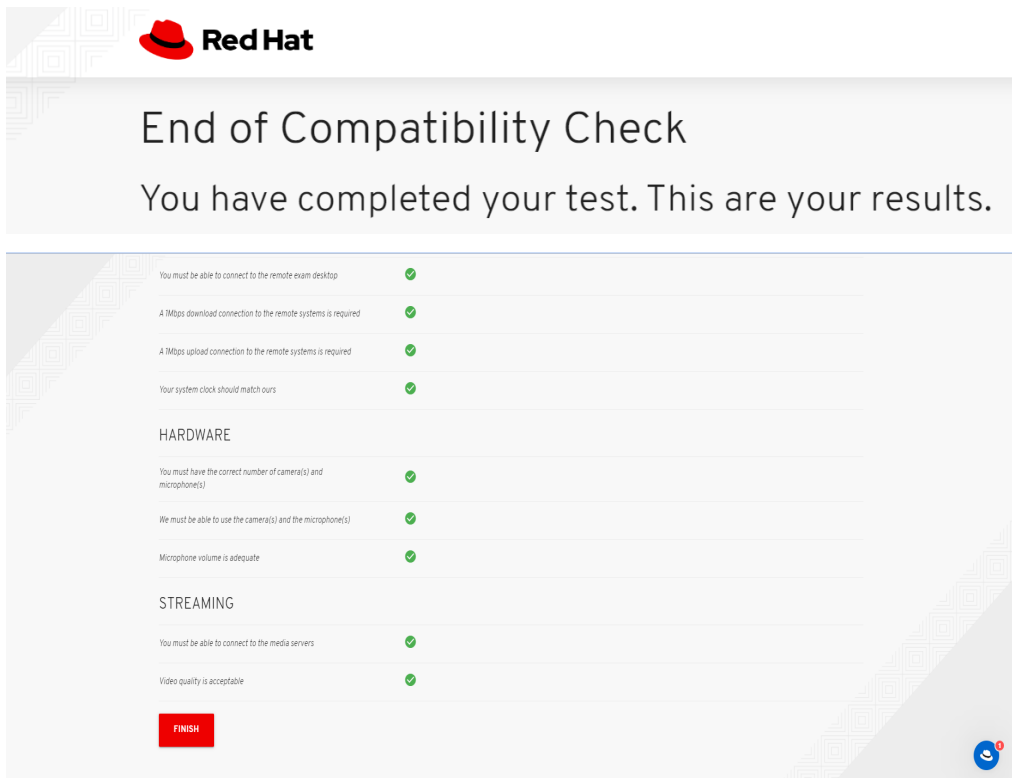 Red Hat
End of Compatibility Check
You have completed your test. This are your results.
You must be able to connect to the remote exam desktop
A 1Mbps download connection to the remote systems is required
A 1Mbps upload connection to the remote systems is required
Your system clock should match ours
HARDWARE
You must have the correct number of camera(s) and
microphone(s)
We must be able to use the camera(s) and the microphone(s)
Microphone volume is adequate
STREAMING
You must be able to connect to the media servers
Video quality is acceptable
FINISH
1